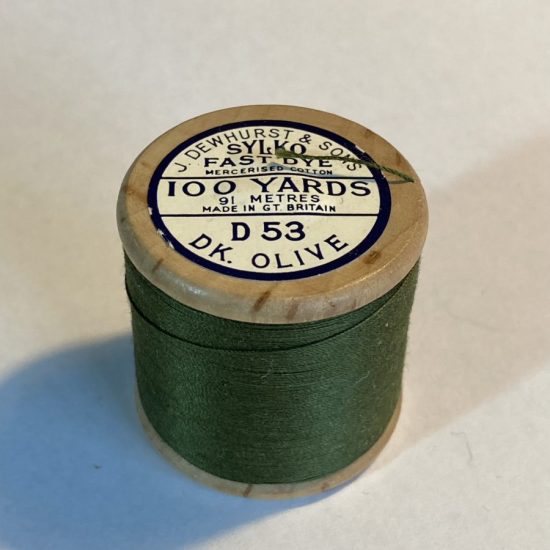 J. DEWHURST & SONS
SYLKO
FAST DYE
MERCERISED COTTON
100 YARDS
91 METRES
MADE IN GT. BRITAIN
D 53
DK. OLIVE